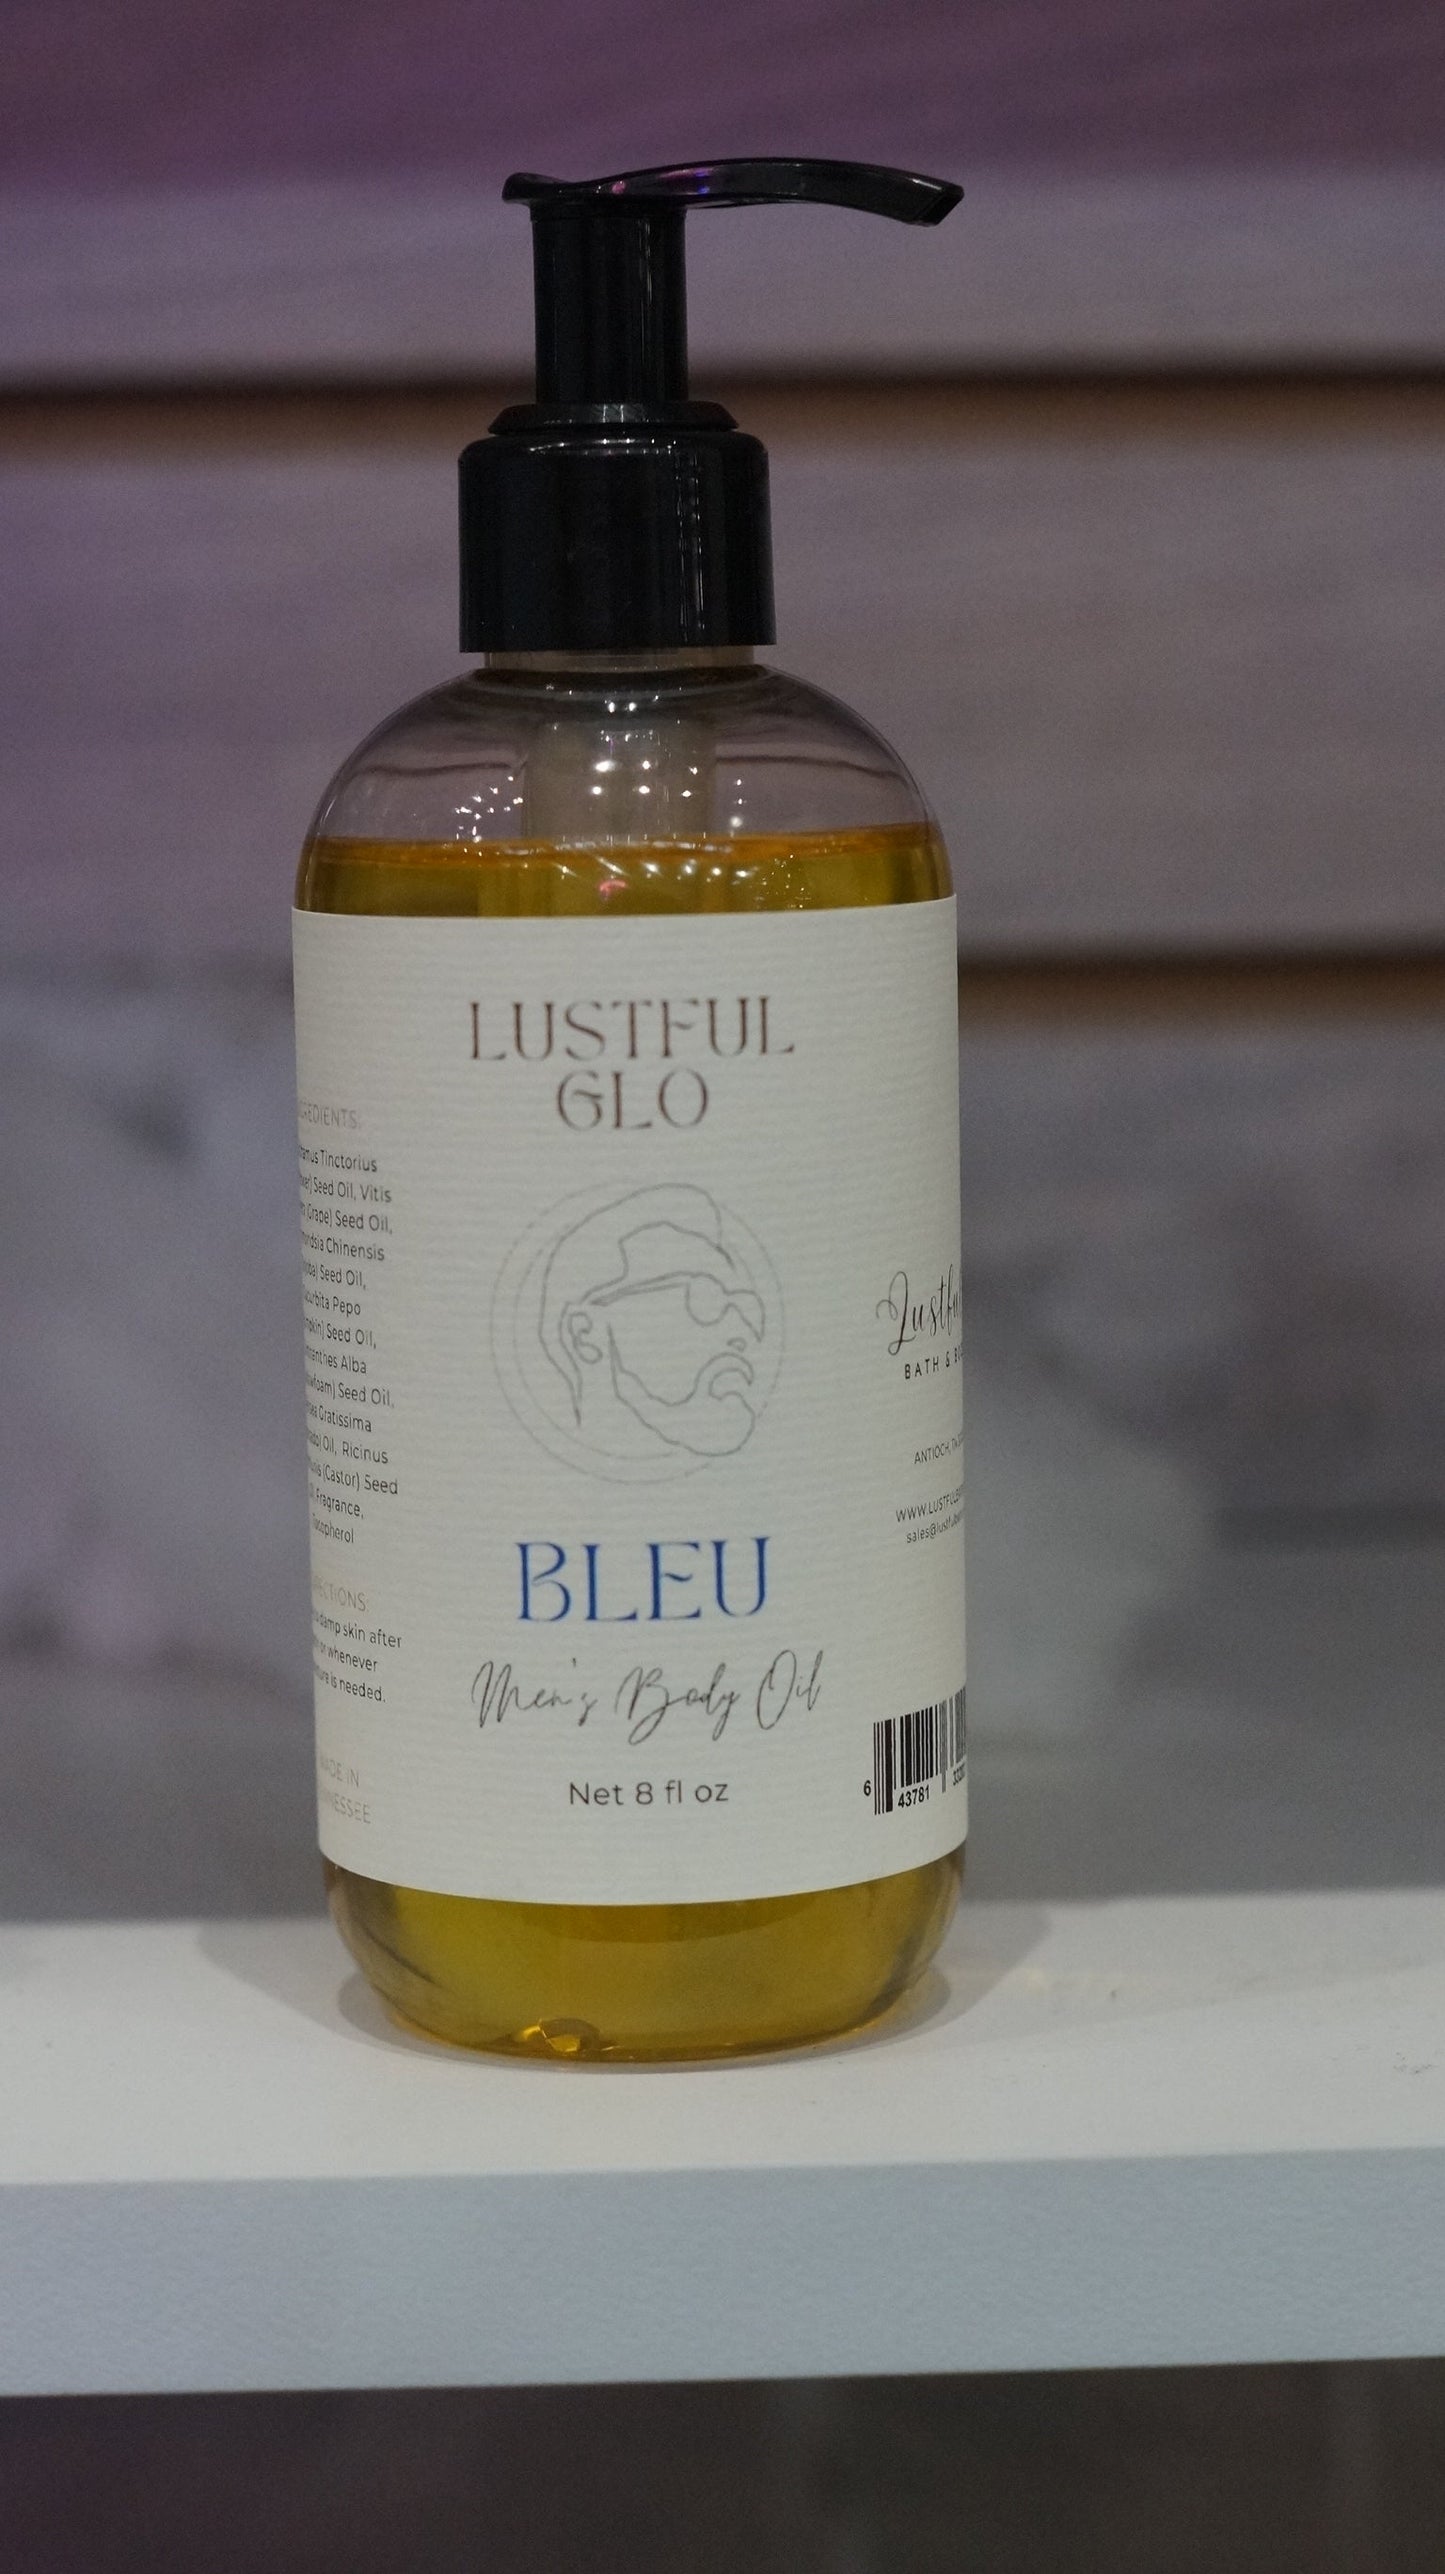 LUSTFUL
GLO
BLEU
Men's Body Oil
Net 8 fl oz
Tinctorius
Seed Oil, Vitis
(Grape) Seed Oil,
Chinensis
Seed Oil,
Pepo
Seed Oil,
Alba
Seed Oil,
Gratissima
Oil, Ricinus
(Castor) Seed
Fragrance,
damp skin after
or whenever
is needed.
IN
BATH &
ANTIOCH,
6 43781